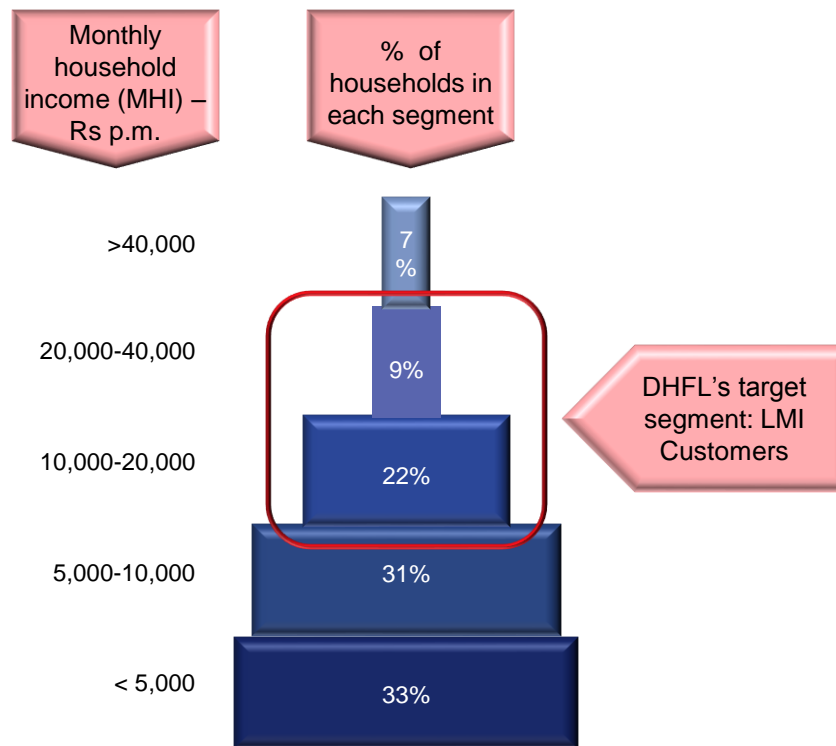 Monthly
household
income (MHI) –
Rs p.m.
% of
households in
each segment
>40,000
7
%
20,000-40,000
9%
DHFL’s target
segment: LMI
Customers
10,000-20,000
22%
5,000-10,000
31%
< 5,000
33%